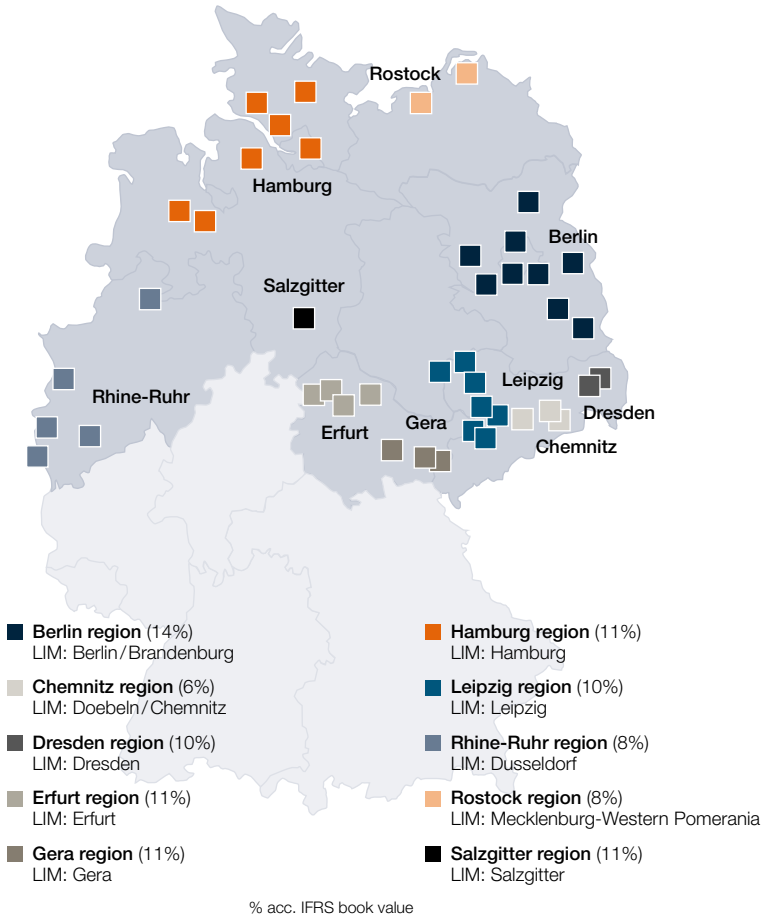 Rostock
Hamburg
Berlin
Salzgitter
Rhine-Ruhr
Leipzig
Dresden
Erfurt
Gera
Chemnitz
Berlin region (14%)
LIM: Berlin/Brandenburg
Chemnitz region (6%)
LIM: Doebeln/Chemnitz
Dresden region (10%)
LIM: Dresden
Erfurt region (11%)
LIM: Erfurt
Gera region (11%)
LIM: Gera
Hamburg region (11%)
LIM: Hamburg
Leipzig region (10%)
LIM: Leipzig
Rhine-Ruhr region (8%)
LIM: Dusseldorf
Rostock region (8%)
LIM: Mecklenburg-Western Pomerania
Salzgitter region (11%)
LIM: Salzgitter
% acc. IFRS book value